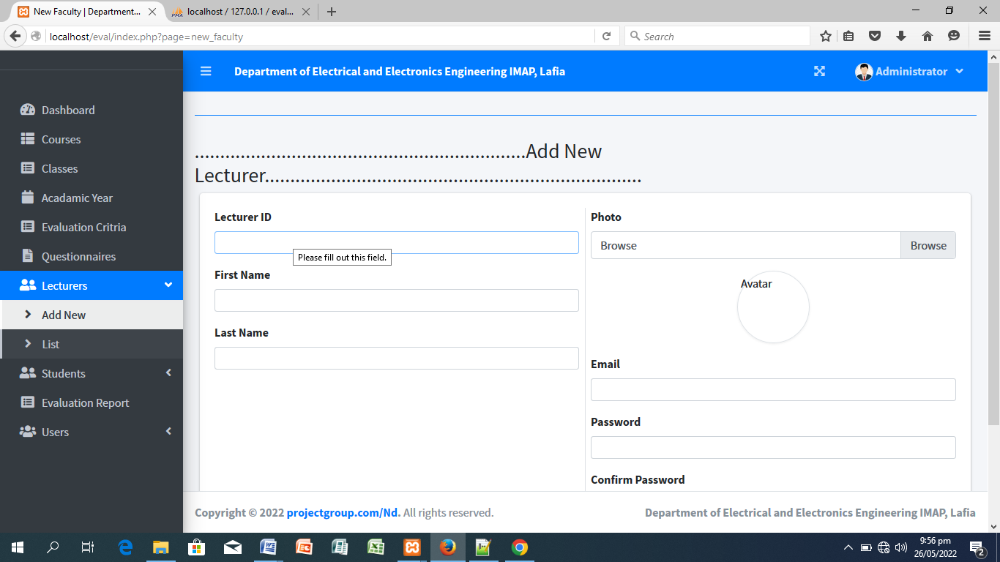 New Faculty | Department...
localhost / 127.0.0.1 / eval...
localhost/eval/index.php?page=new_faculty
Search
Department of Electrical and Electronics Engineering IMAP, Lafia
Administrator
Dashboard
Courses
Classes
Acadamic Year
Evaluation Critria
Questionnaires
Lecturers
Add New
List
Students
Evaluation Report
Users
.................................................................Add New
Lecturer..........................................................................
Lecturer ID
Please fill out this field.
First Name
Last Name
Photo
Browse Browse
Avatar
Email
Password
Confirm Password
Copyright © 2022 projectgroup.com/Nd. All rights reserved.
Department of Electrical and Electronics Engineering IMAP, Lafia
9:56 pm
26/05/2022
2